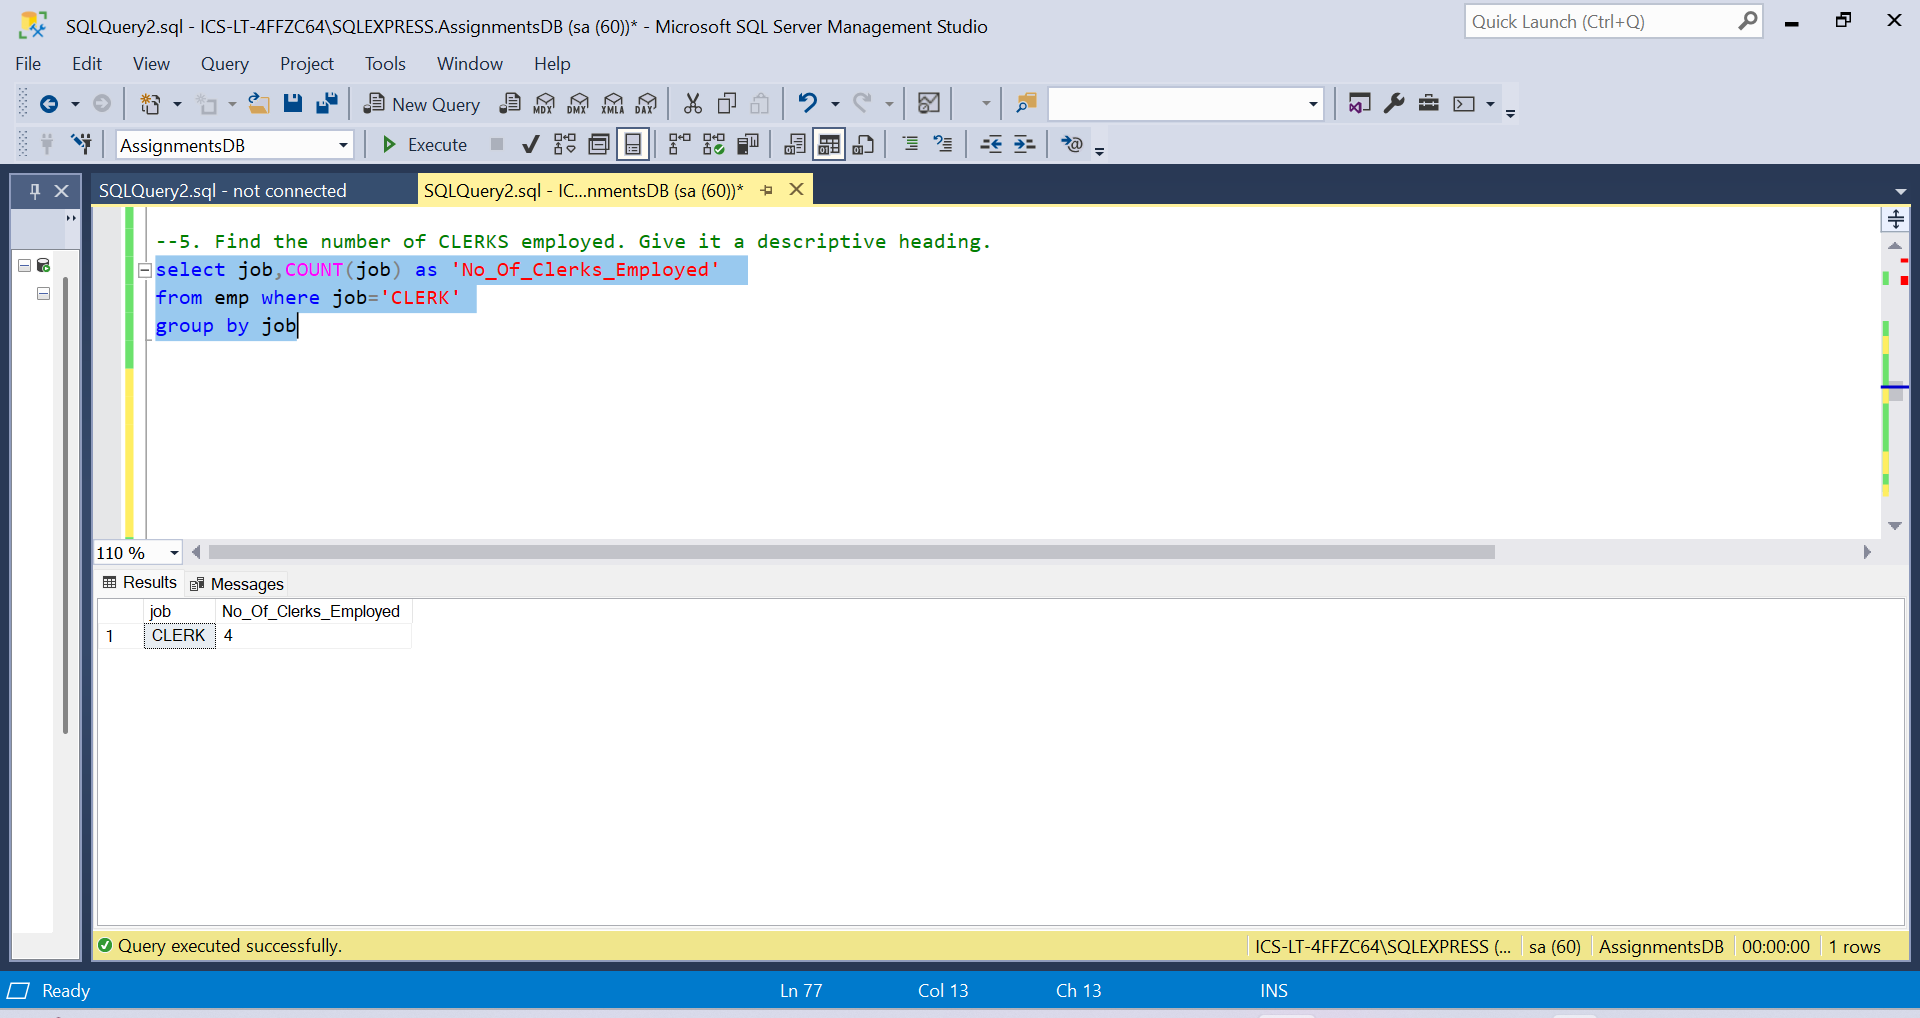 SQLQuery2.sql - ICS-LT-4FFZC64\SQLEXPRESS.AssignmentsDB (sa (60))* - Microsoft SQL Server Management Studio
Quick Launch (Ctrl+Q)
File Edit View Query Project Tools Window Help
New Query MDX DMX XMLA DAX
AssignmentsDB Execute
SQLQuery2.sql - not connected
SQLQuery2.sql - IC...nmentsDB (sa (60))*
--5. Find the number of CLERKS employed. Give it a descriptive heading.
select job,COUNT(job) as 'No_Of_Clerks_Employed'
from emp where job='CLERK'
group by job
110 %
Results Messages
job No_Of_Clerks_Employed
1 CLERK 4
Query executed successfully. ICS-LT-4FFZC64\SQLEXPRESS (... sa (60) AssignmentsDB 00:00:00 1 rows
Ready Ln 77 Col 13 Ch 13 INS